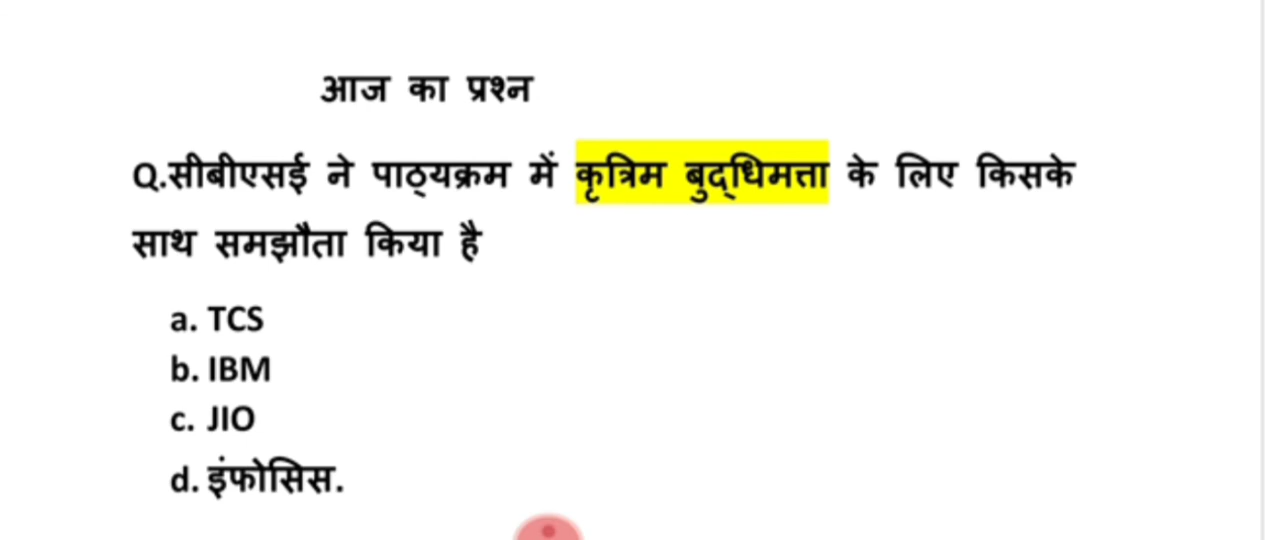 आज का प्रश्न
Q.सीबीएसई ने पाठ्यक्रम में कृत्रिम बुद्धिमत्ता के लिए किसके
साथ समझौता किया है
a. TCS
b. IBM
c. JIO
d. इंफोसिस.